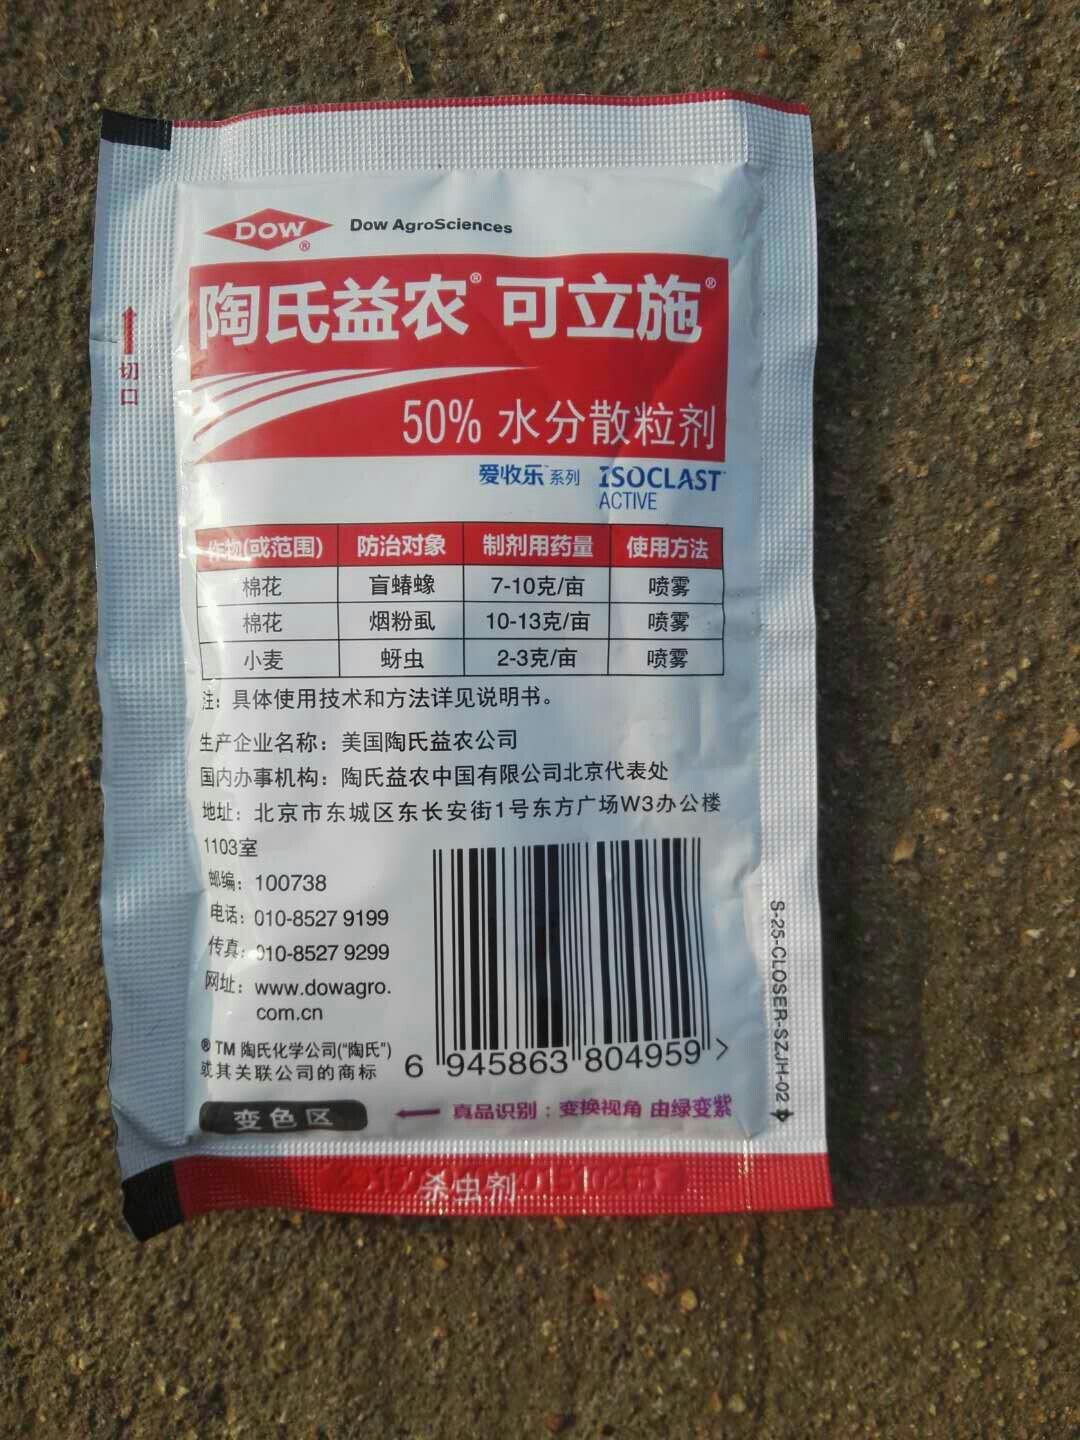 DOW® Dow AgroSciences
陶氏益农® 可立施®
50% 水分散粒剂
爱收乐™系列 ISOCLAST™
ACTIVE
切口
作物(或范围) 防治对象 制剂用药量 使用方法
棉花 盲蝽蟓 7-10克/亩 喷雾
棉花 烟粉虱 10-13克/亩 喷雾
小麦 蚜虫 2-3克/亩 喷雾
注: 具体使用技术和方法详见说明书。
生产企业名称: 美国陶氏益农公司
国内办事机构: 陶氏益农中国有限公司北京代表处
地址: 北京市东城区东长安街1号东方广场W3办公楼
1103室
邮编: 100738
电话: 010-8527 9199
传真: 010-8527 9299
网址: www.dowagro.
com.cn
®TM 陶氏化学公司("陶氏")
或其关联公司的商标
6 945863 804959 >
S-25-CLOSER-SZJH-02
变色区
真品识别: 变换视角 由绿变紫
杀虫剂